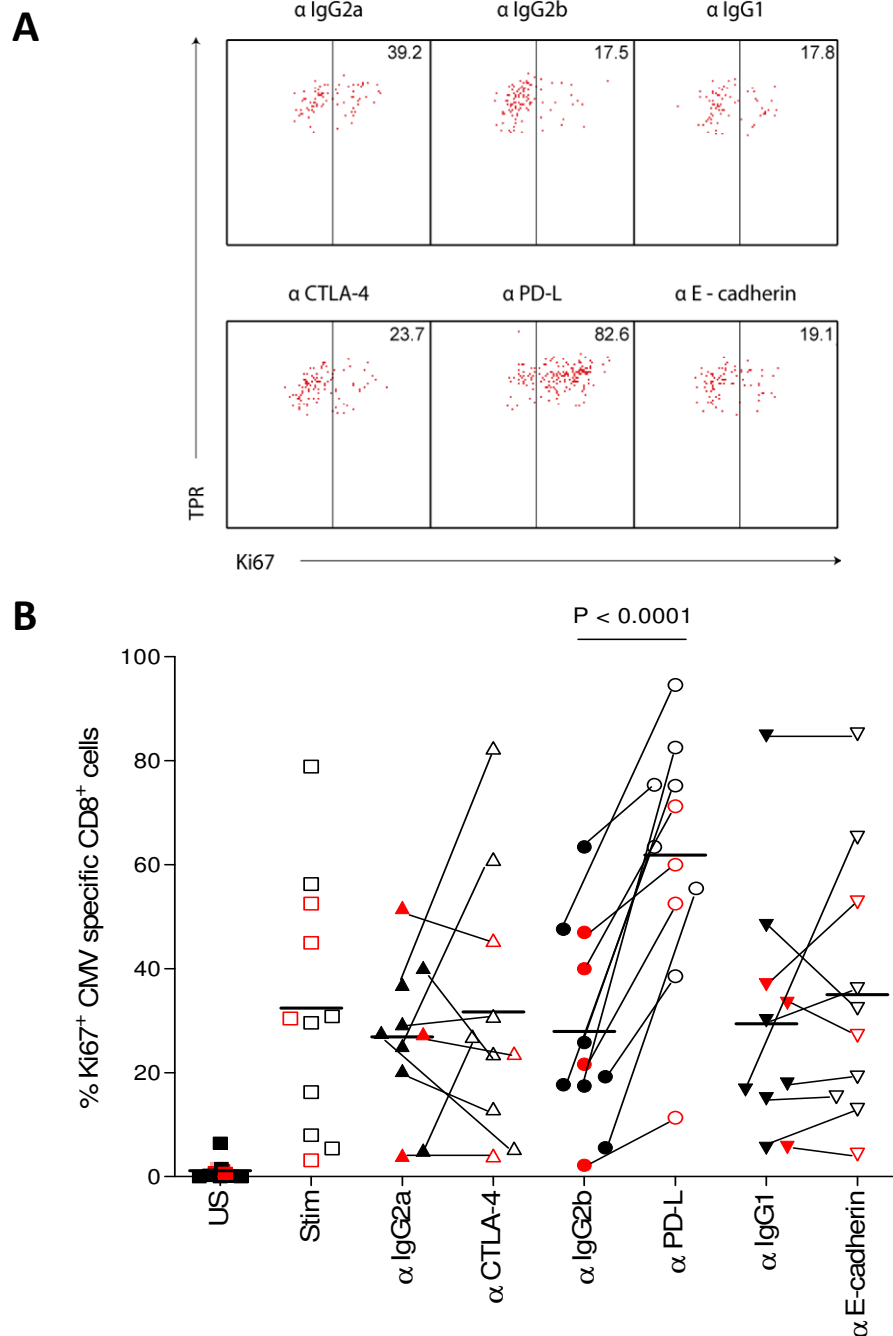 A
α IgG2a α IgG2b α IgG1
39.2 17.5 17.8
α CTLA-4 α PD-L α E - cadherin
23.7 82.6 19.1
TPR
Ki67
B
P < 0.0001
% Ki67+ CMV specific CD8+ cells
100
80
60
40
20
0
US
Stim
α IgG2a
α CTLA-4
α IgG2b
α PD-L
α IgG1
α E-cadherin